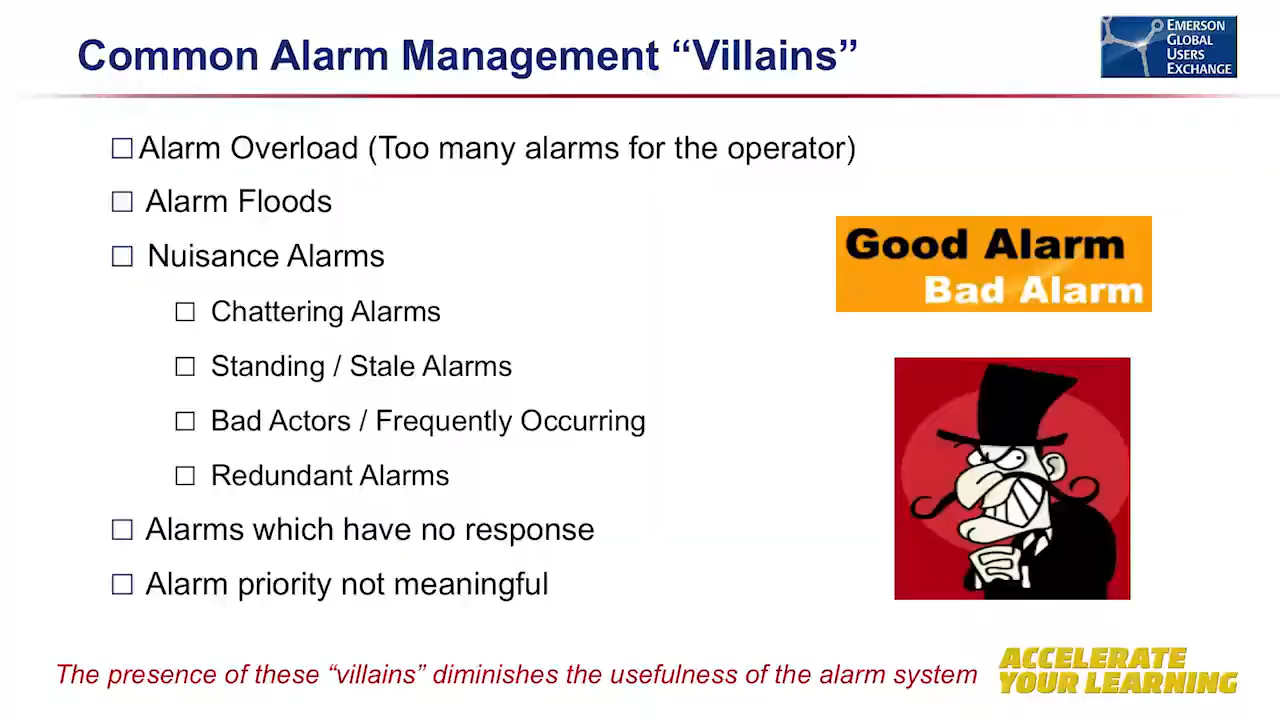 Common Alarm Management “Villains”
EMERSON
GLOBAL
USERS
EXCHANGE
Alarm Overload (Too many alarms for the operator)
Alarm Floods
Nuisance Alarms
Chattering Alarms
Standing / Stale Alarms
Bad Actors / Frequently Occurring
Redundant Alarms
Alarms which have no response
Alarm priority not meaningful
Good Alarm
Bad Alarm
The presence of these “villains” diminishes the usefulness of the alarm system
ACCELERATE
YOUR LEARNING